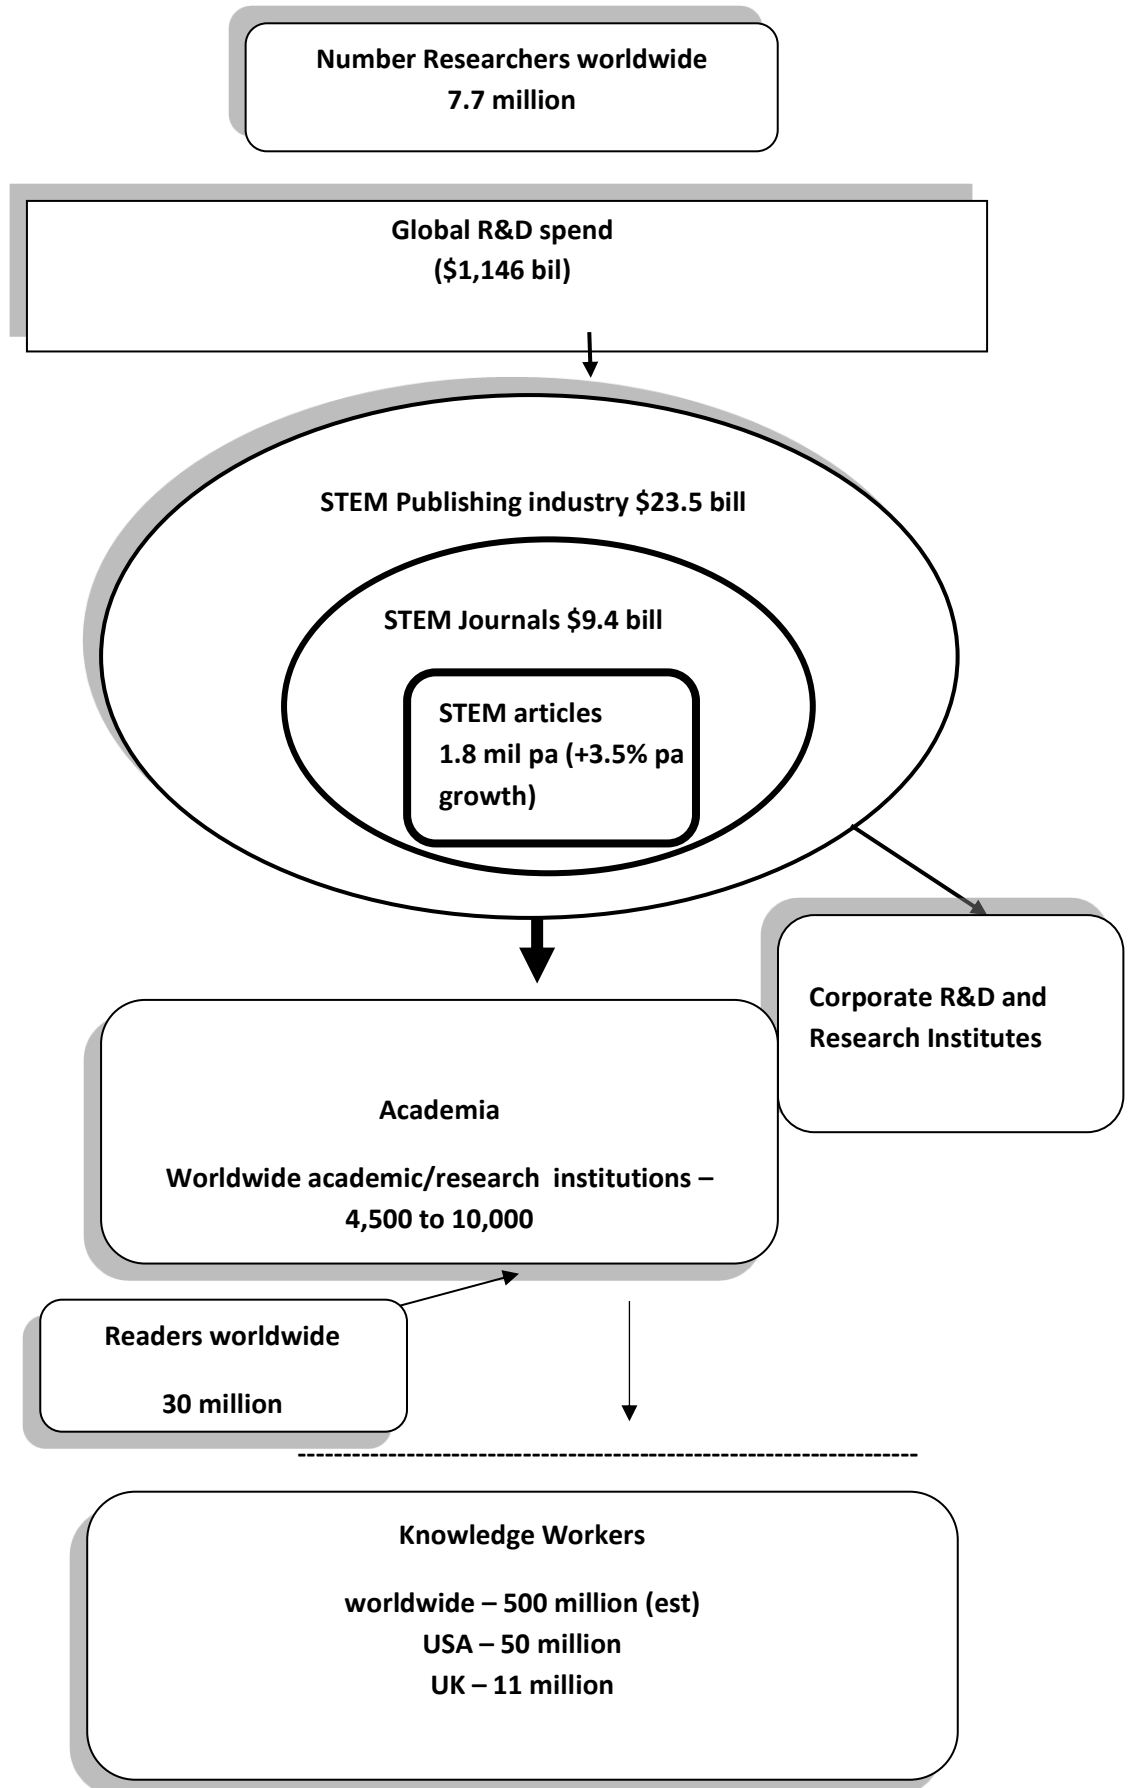 Number Researchers worldwide
7.7 million
Global R&D spend
($1,146 bil)
STEM Publishing industry $23.5 bill
STEM Journals $9.4 bill
STEM articles
1.8 mil pa (+3.5% pa
growth)
Corporate R&D and
Research Institutes
Academia
Worldwide academic/research  institutions –
4,500 to 10,000
Readers worldwide
30 million
Knowledge Workers
worldwide – 500 million (est)
USA – 50 million
UK – 11 million